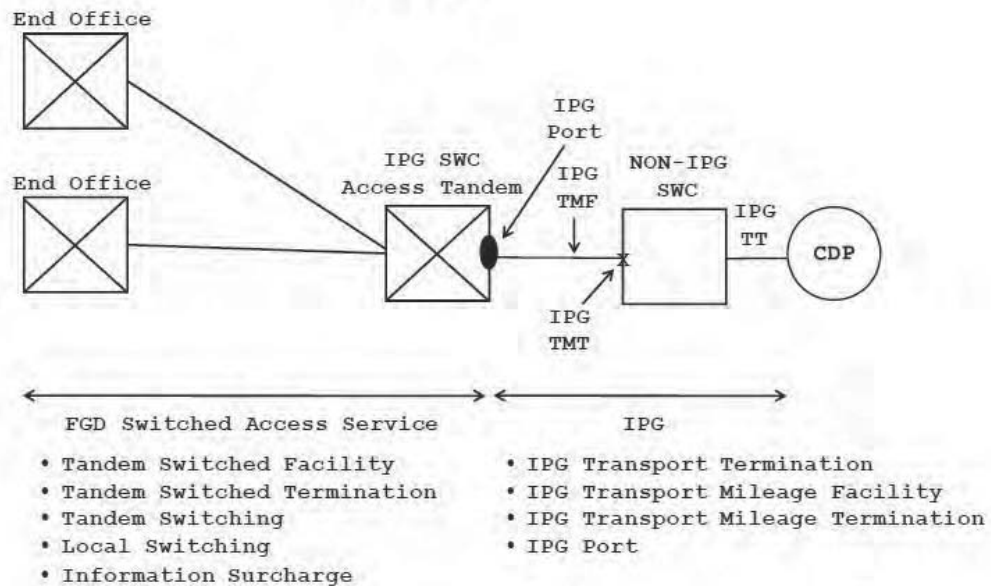 End Office
End Office
IPG SWC
Access Tandem
IPG
Port
IPG
TMF
NON-IPG
SWC
IPG
TT
CDP
X
IPG
TMT
FGD Switched Access Service
• Tandem Switched Facility
• Tandem Switched Termination
• Tandem Switching
• Local Switching
• Information Surcharge
IPG
• IPG Transport Termination
• IPG Transport Mileage Facility
• IPG Transport Mileage Termination
• IPG Port